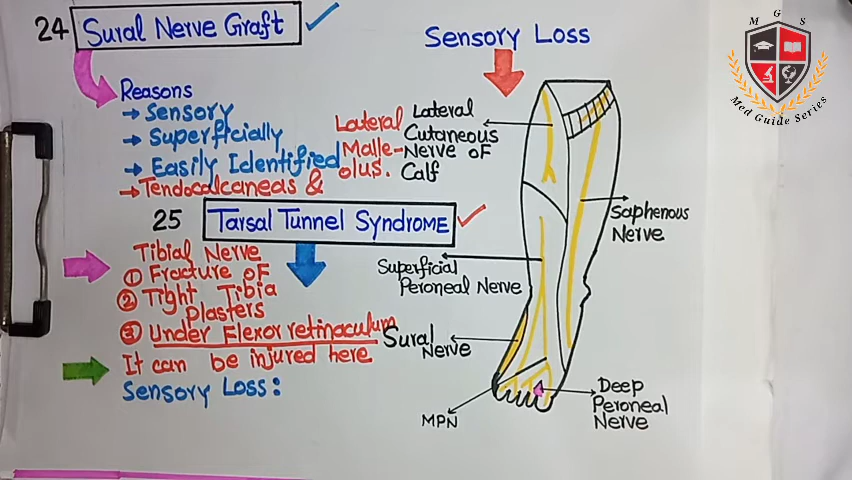 24 Sural Nerve Graft
Reasons
→ Sensory
→ Superficially
→ Easily Identified
→ Tendocalcaneas & Lateral Malle-olus.
25 Tarsal Tunnel Syndrome
Tibial Nerve
① Fracture of Tibia
② Tight Plasters
③ Under Flexor retinaculum
It can be injured here
Sensory Loss:
Sensory Loss
Lateral
Cutaneous
Nerve of
Calf
Saphenous
Nerve
Superficial
Peroneal Nerve
Sural
Nerve
MPN
Deep
Peroneal
Nerve
M G S
Med Guide Series